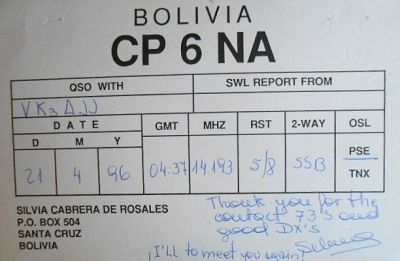 BOLIVIA
CP 6 NA
QSO WITH SWL REPORT FROM
VK3AJJ
DATE GMT MHZ RST 2-WAY QSL
D M Y
21 4 96 04:37 14.193 5/8 SSB PSE
TNX
SILVIA CABRERA DE ROSALES
P.O. BOX 504
SANTA CRUZ
BOLIVIA
Thank you for the
contact 73's and
good DX's
¡I'll to meet you again! Silvia